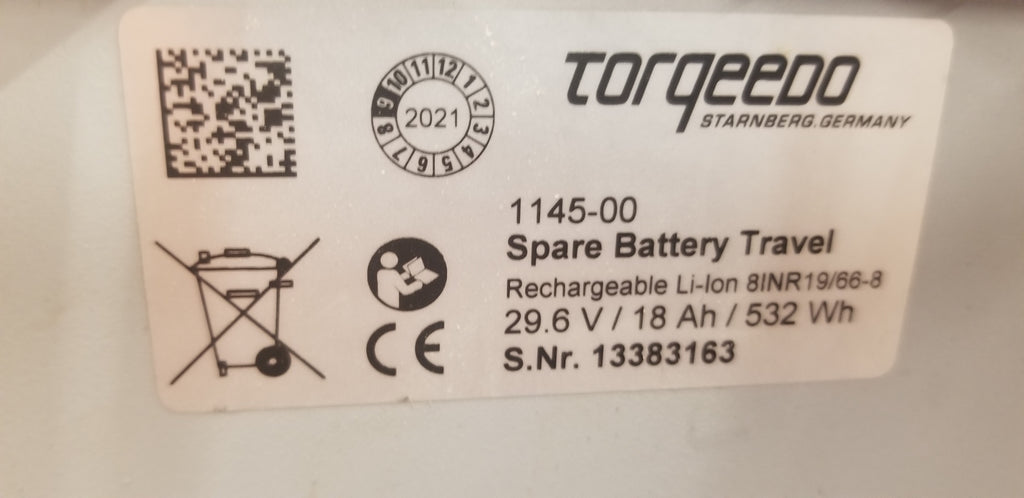 TORQEEDO
STARNBERG.GERMANY
1 2 3 4 5 6 7 8 9 10 11 12
2021
1145-00
Spare Battery Travel
Rechargeable Li-Ion 8INR19/66-8
29.6 V / 18 Ah / 532 Wh
S.Nr. 13383163
CE